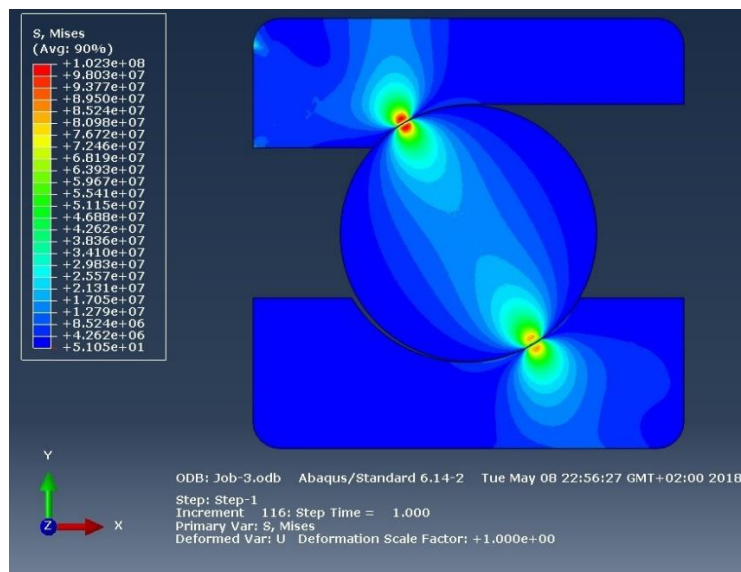 S, Mises
(Avg: 90%)
+1.023e+08
+9.803e+07
+9.377e+07
+8.950e+07
+8.524e+07
+8.098e+07
+7.672e+07
+7.246e+07
+6.819e+07
+6.393e+07
+5.967e+07
+5.541e+07
+5.115e+07
+4.688e+07
+4.262e+07
+3.836e+07
+3.410e+07
+2.983e+07
+2.557e+07
+2.131e+07
+1.705e+07
+1.279e+07
+8.524e+06
+4.262e+06
+5.105e+01
Y
Z X
ODB: Job-3.odb Abaqus/Standard 6.14-2 Tue May 08 22:56:27 GMT+02:00 2018
Step: Step-1
Increment 116: Step Time = 1.000
Primary Var: S, Mises
Deformed Var: U Deformation Scale Factor: +1.000e+00